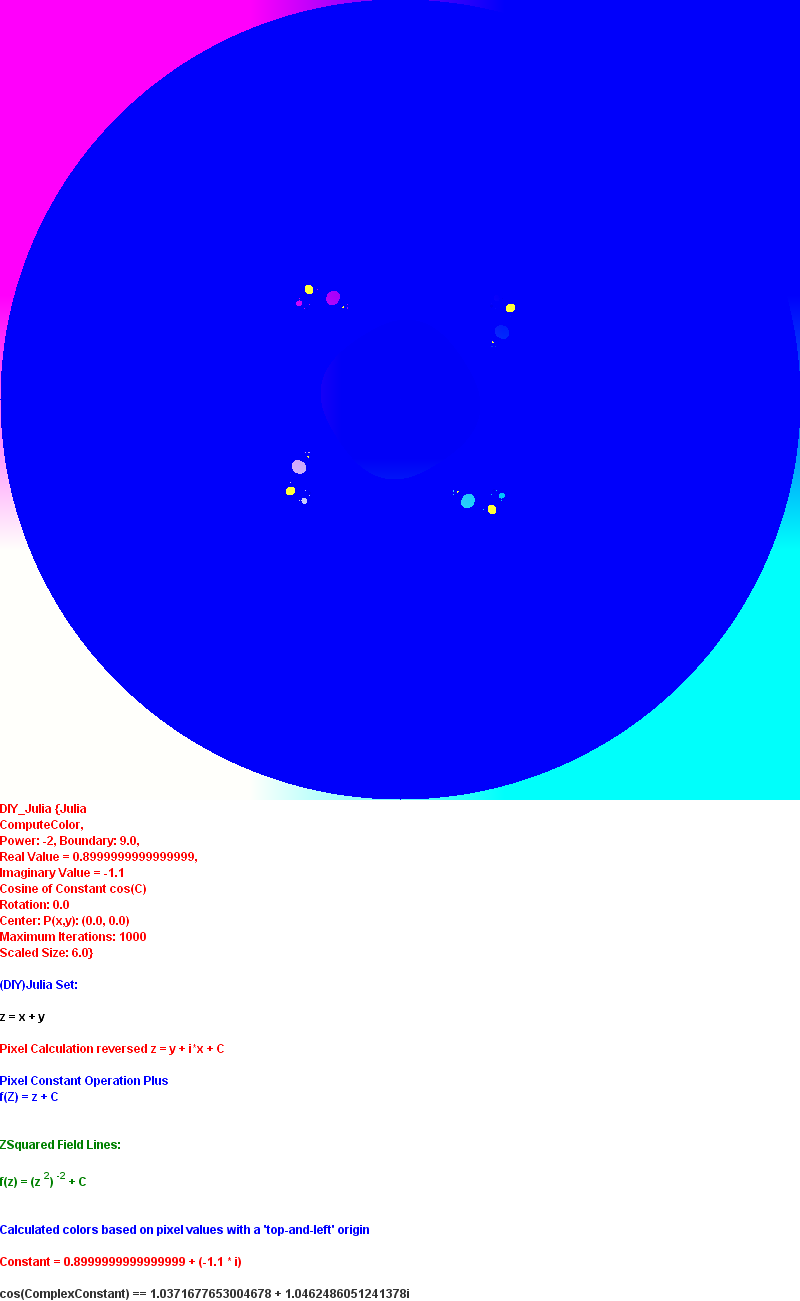 DIY_Julia {Julia
ComputeColor,
Power: -2, Boundary: 9.0,
Real Value = 0.8999999999999999,
Imaginary Value = -1.1
Cosine of Constant cos(C)
Rotation: 0.0
Center: P(x,y): (0.0, 0.0)
Maximum Iterations: 1000
Scaled Size: 6.0}
(DIY)Julia Set:
z = x + y
Pixel Calculation reversed z = y + i*x + C
Pixel Constant Operation Plus
f(Z) = z + C
ZSquared Field Lines:
f(z) = (z 2) -2 + C
Calculated colors based on pixel values with a 'top-and-left' origin
Constant = 0.8999999999999999 + (-1.1 * i)
cos(ComplexConstant) == 1.0371677653004678 + 1.0462486051241378i